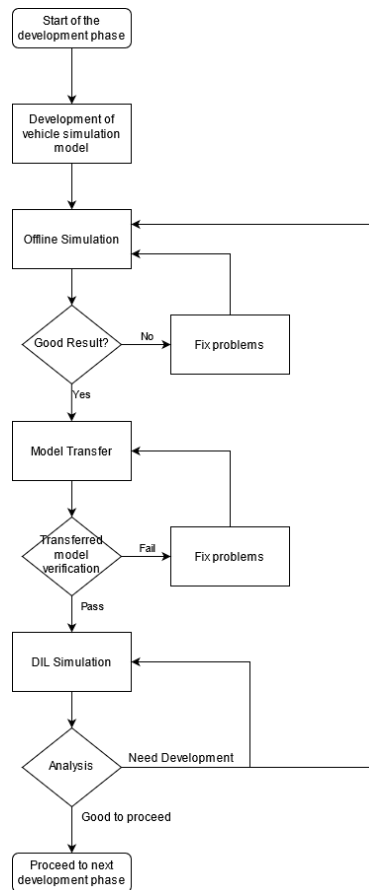 Start of the
development phase
Development of
vehicle simulation
model
Offline Simulation
Good Result?
No
Fix problems
Yes
Model Transfer
Transferred
model
verification
Fail
Fix problems
Pass
DIL Simulation
Analysis
Need Development
Good to proceed
Proceed to next
development phase